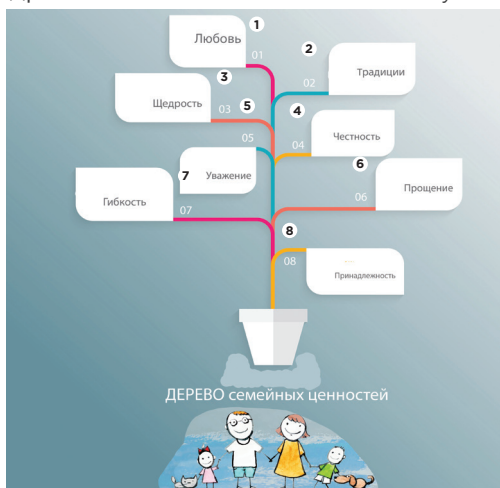 1
Любовь
01
2
Традиции
02
3
Щедрость
03
4
Честность
04
5
Уважение
05
6
Прощение
06
7
Гибкость
07
8
Принадлежность
08
ДЕРЕВО семейных ценностей